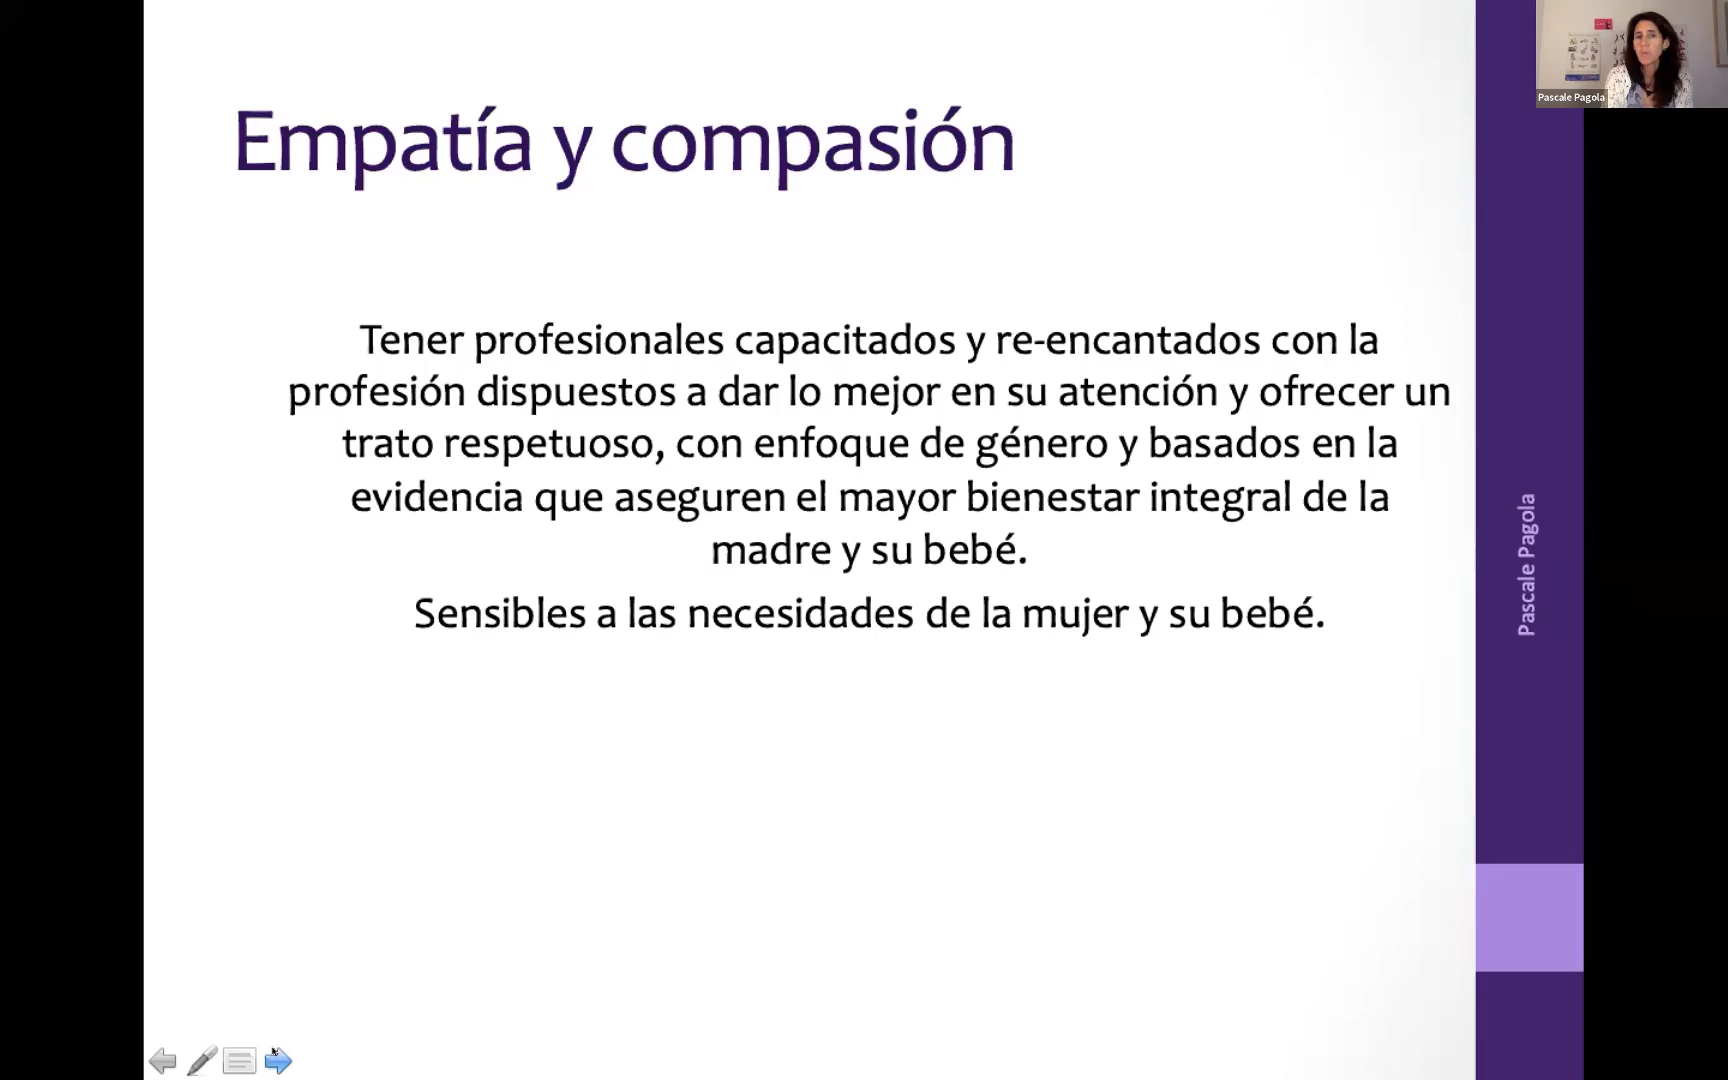 Empatía y compasión
Tener profesionales capacitados y re-encantados con la
profesión dispuestos a dar lo mejor en su atención y ofrecer un
trato respetuoso, con enfoque de género y basados en la
evidencia que aseguren el mayor bienestar integral de la
madre y su bebé.
Sensibles a las necesidades de la mujer y su bebé.
Pascale Pagola
Pascale Pagola